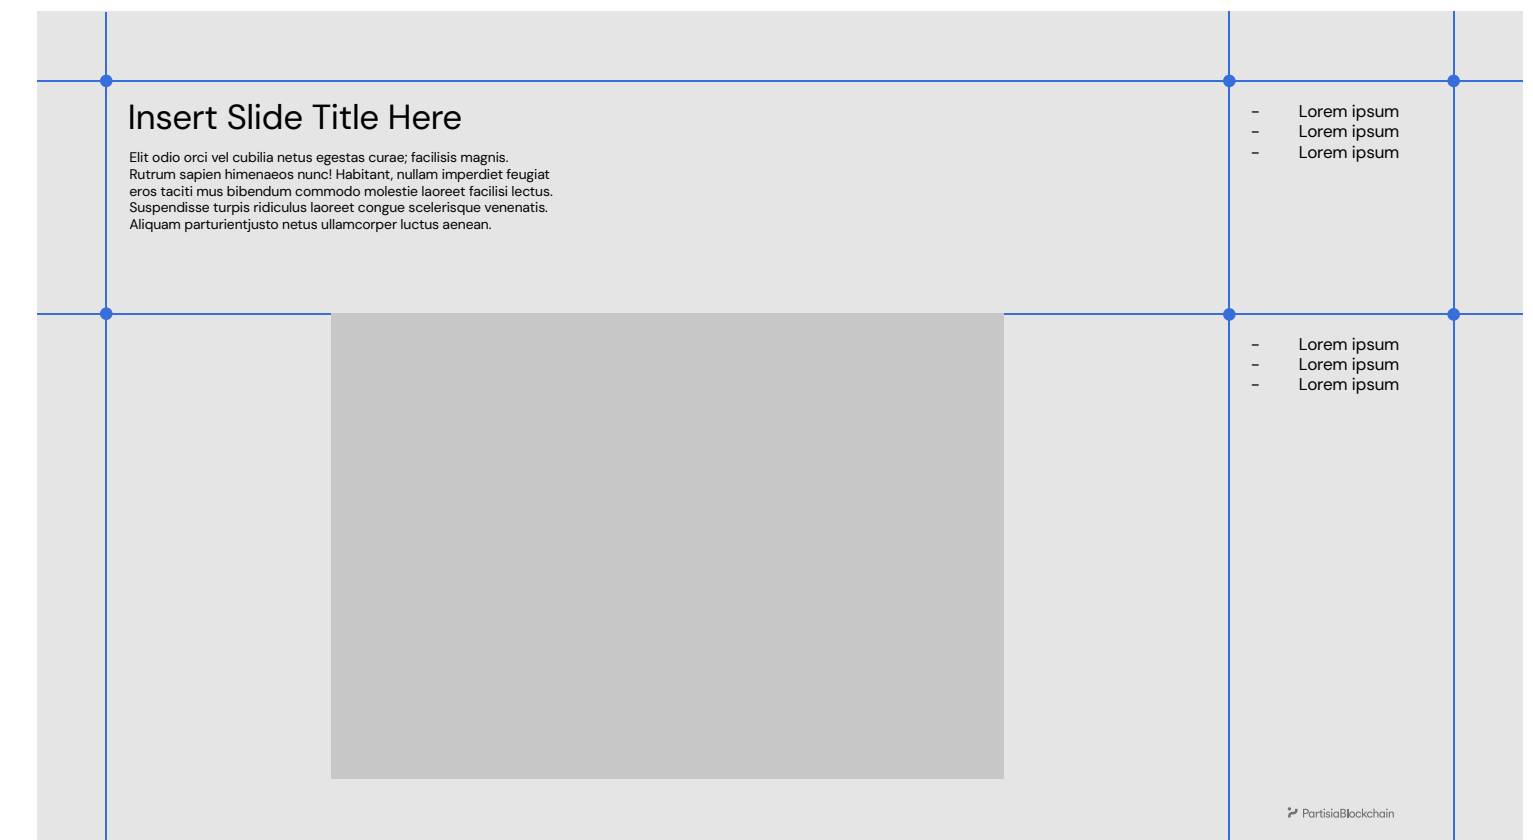 Insert Slide Title Here
Elit odio orci vel cubilia netus egestas curae; facilisis magnis.
Rutrum sapien himenaeos nunc! Habitant, nullam imperdiet feugiat
eros taciti mus bibendum commodo molestie laoreet facilisi lectus.
Suspendisse turpis ridiculus laoreet congue scelerisque venenatis.
Aliquam parturientjusto netus ullamcorper luctus aenean.
- Lorem ipsum
- Lorem ipsum
- Lorem ipsum
- Lorem ipsum
- Lorem ipsum
- Lorem ipsum
PartisiaBlockchain